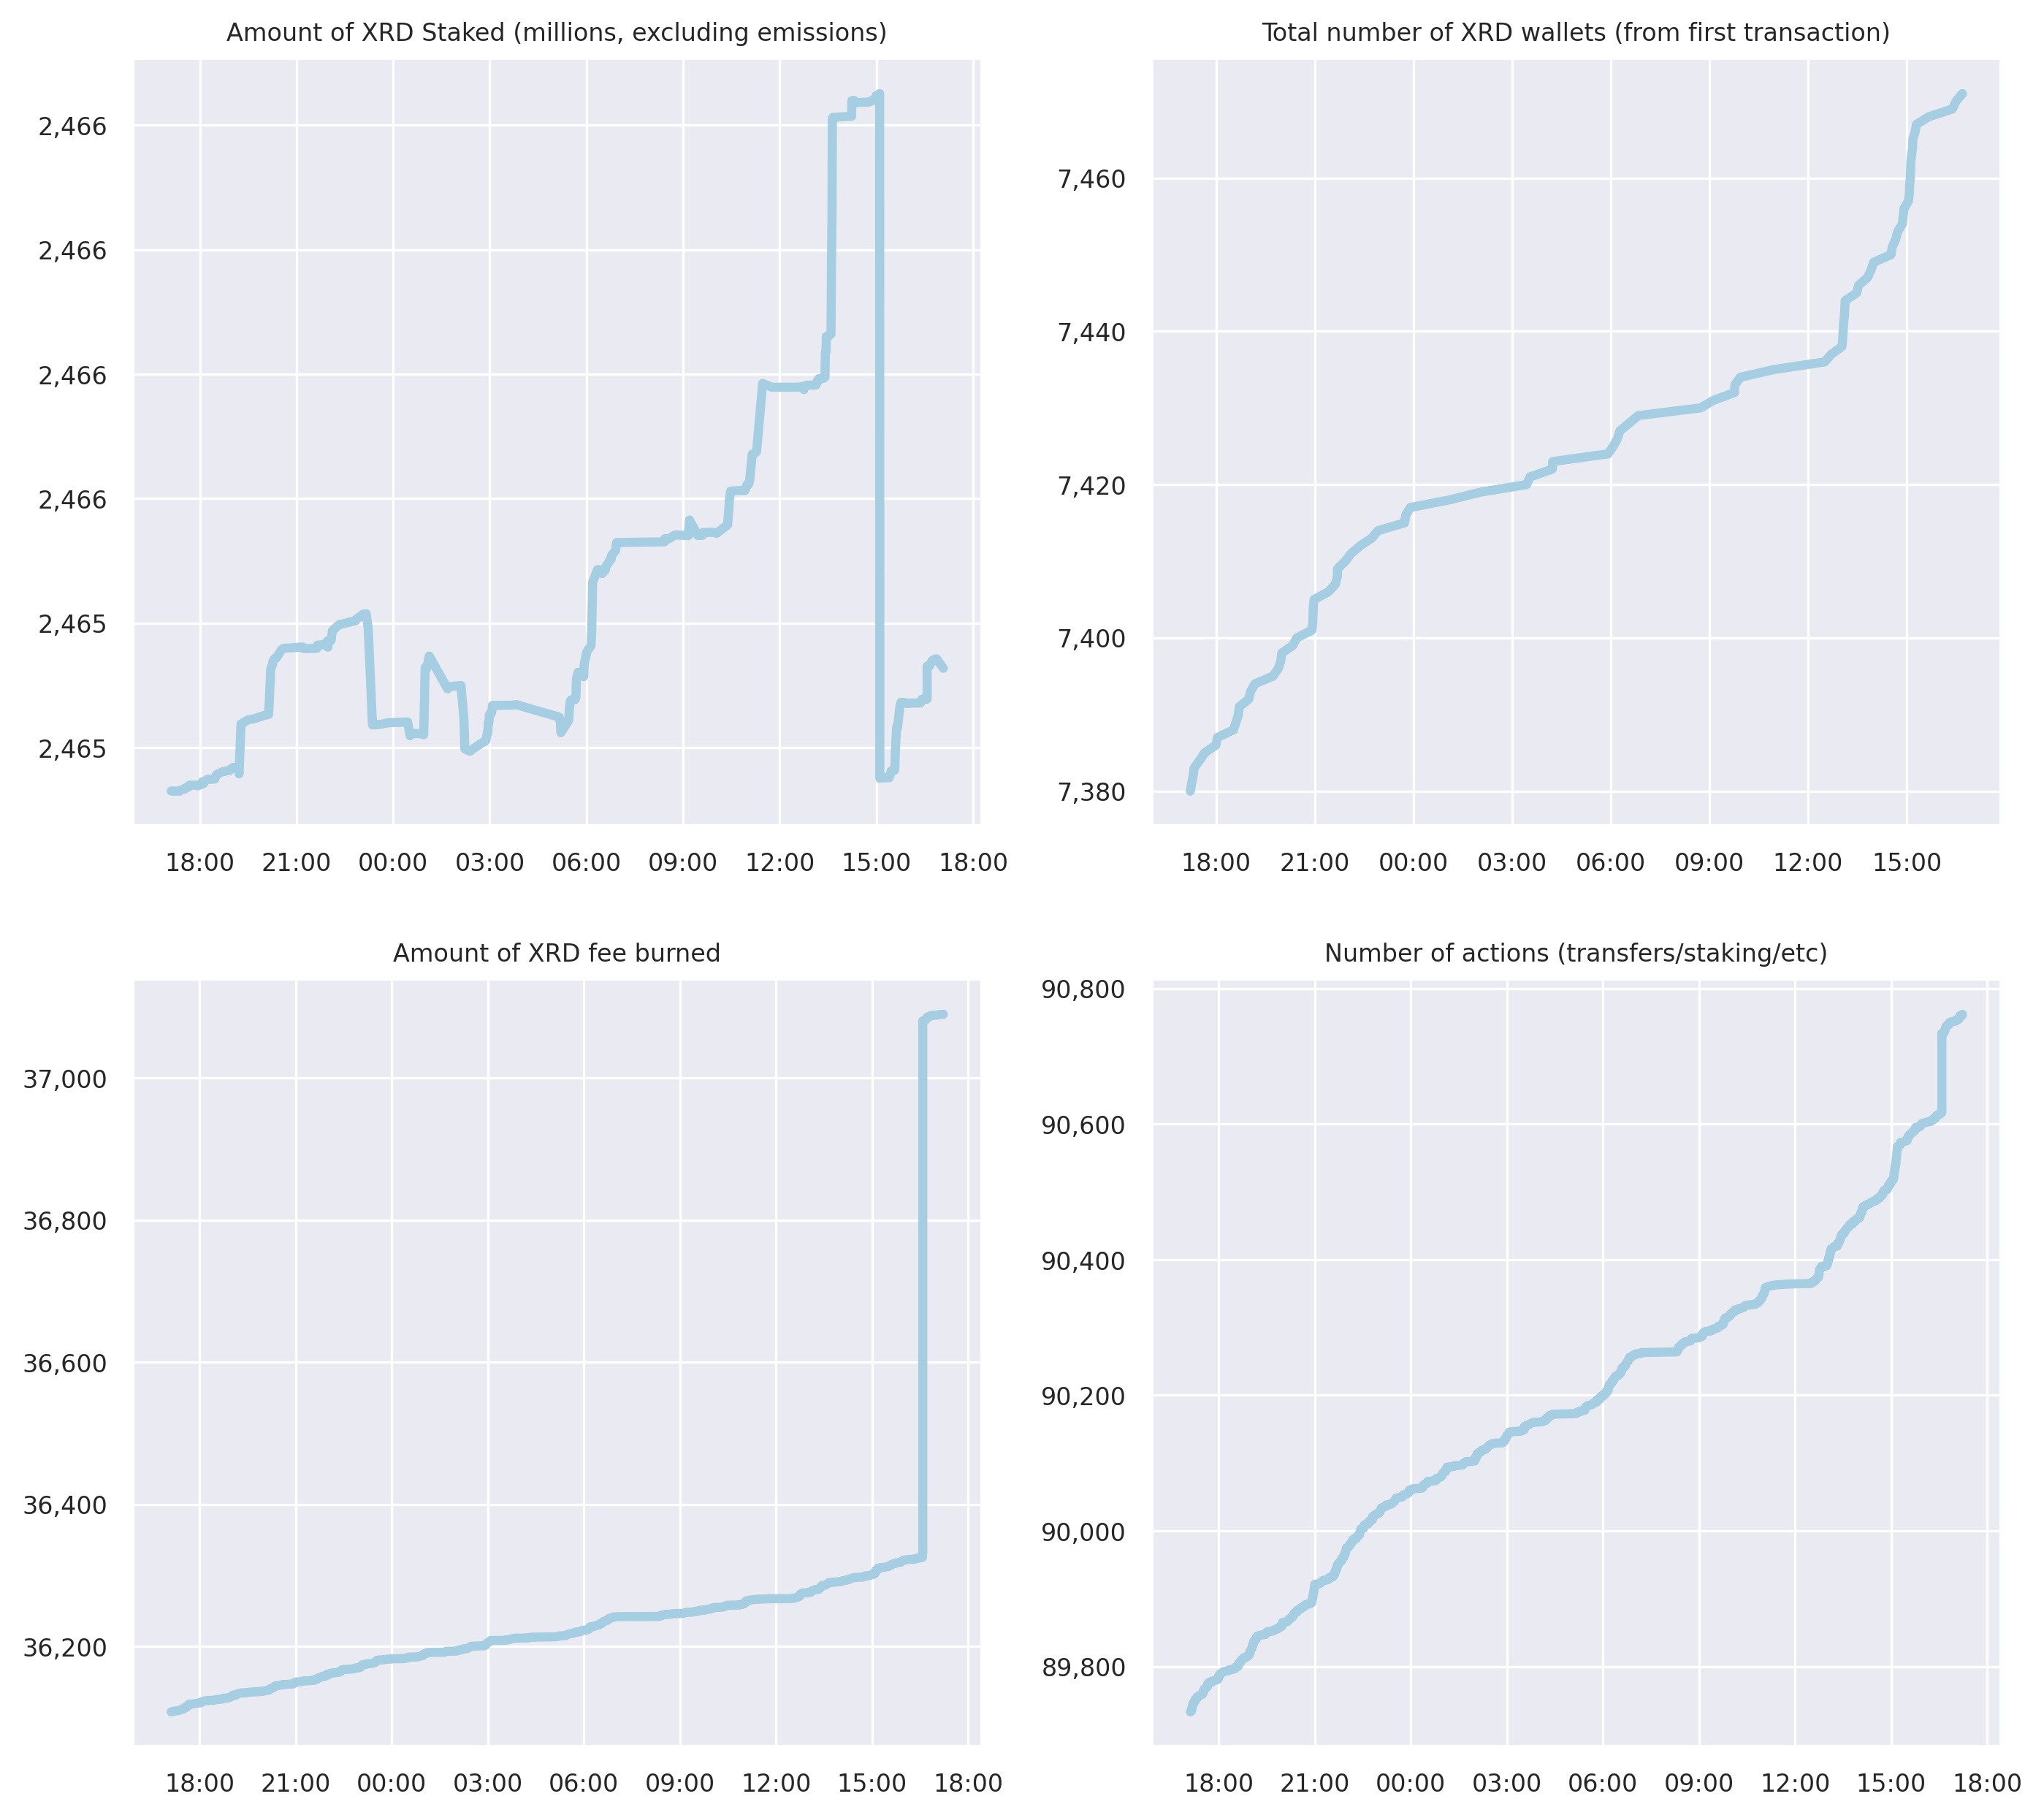 Amount of XRD Staked (millions, excluding emissions)
2,466
2,466
2,466
2,466
2,465
2,465
18:00 21:00 00:00 03:00 06:00 09:00 12:00 15:00 18:00
Total number of XRD wallets (from first transaction)
7,460
7,440
7,420
7,400
7,380
18:00 21:00 00:00 03:00 06:00 09:00 12:00 15:00
Amount of XRD fee burned
37,000
36,800
36,600
36,400
36,200
18:00 21:00 00:00 03:00 06:00 09:00 12:00 15:00 18:00
Number of actions (transfers/staking/etc)
90,800
90,600
90,400
90,200
90,000
89,800
18:00 21:00 00:00 03:00 06:00 09:00 12:00 15:00 18:00